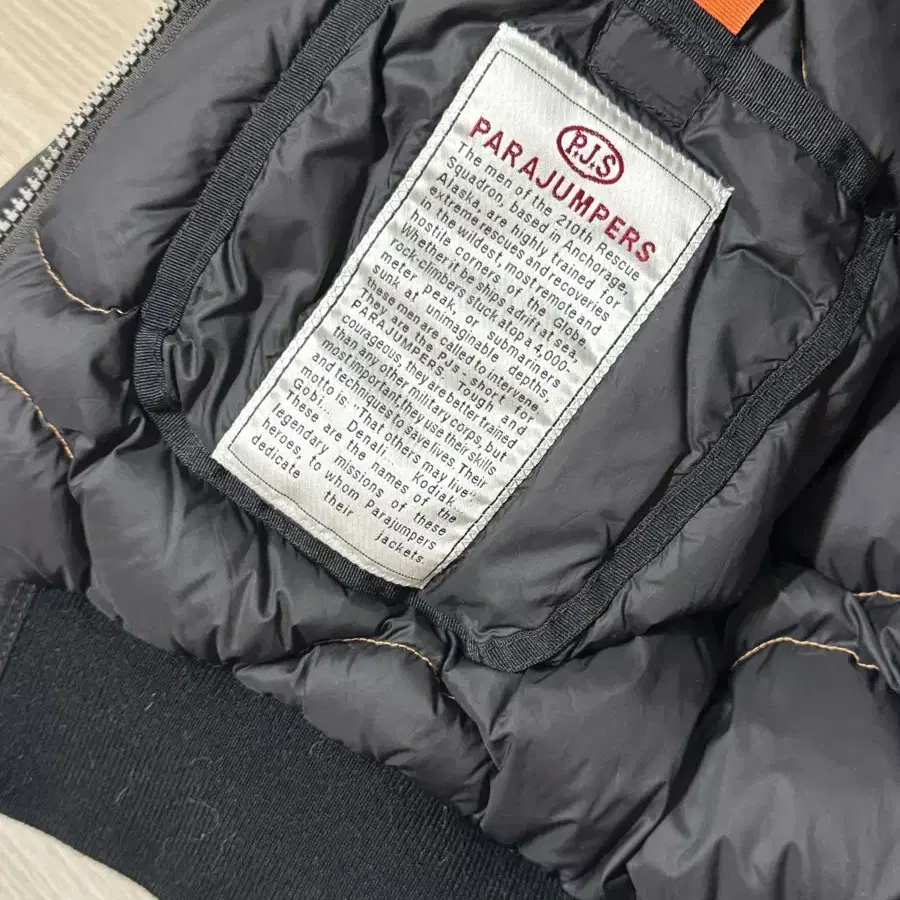 P.J.S
PARAJUMPERS
The men of the 210th Rescue
Squadron, based in Anchorage,
Alaska, are highly trained for
extreme rescues and recoveries
in the wildest, most remote and
hostile corners of the Globe.
Whether it be ships adrift at sea,
rock-climbers stuck atop a 4,000-
meter peak, or submariners
sunk at unimaginable depths,
these men are called to intervene.
They are the PJs - short for
PARAJUMPERS. Tough and
courageous, they are better trained
than any other military corps, but
most important they use their skills
and techniques to save lives. Their
motto is: "That others may live"
Gobi... Denali... Kodiak...
These are the names of the
legendary missions of these
heroes, to whom Parajumpers
dedicate their
jackets.